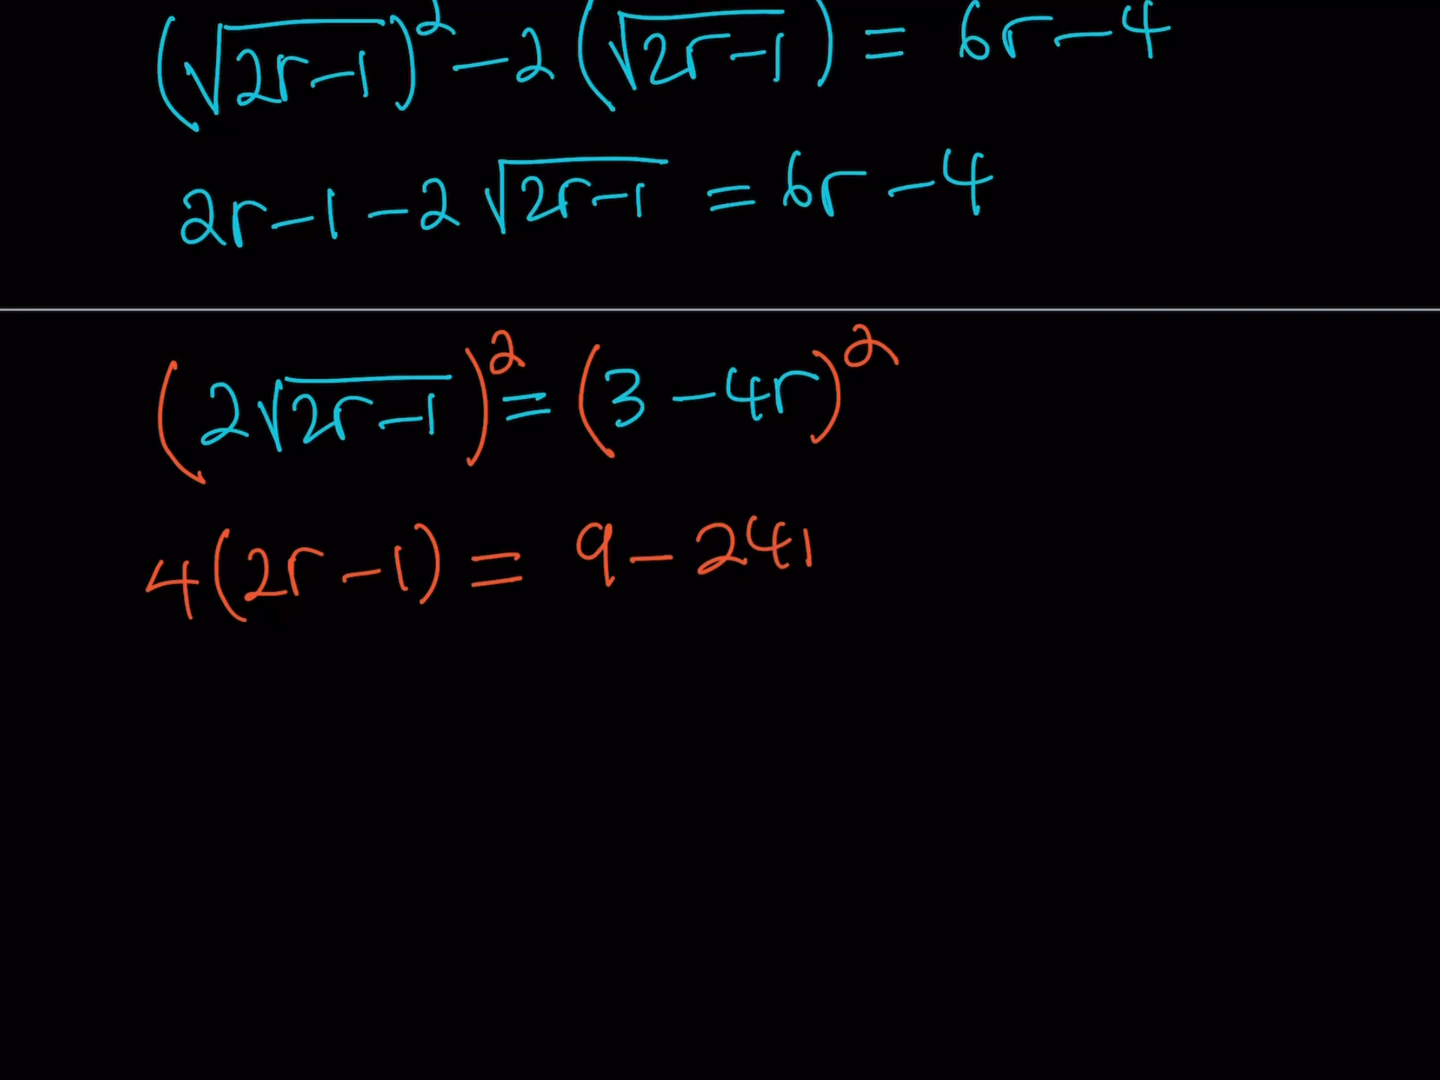 (√2r-1)² - 2(√2r-1) = 6r - 4
2r - 1 - 2√2r-1 = 6r - 4
(2√2r-1)² = (3 - 4r)²
4(2r - 1) = 9 - 24